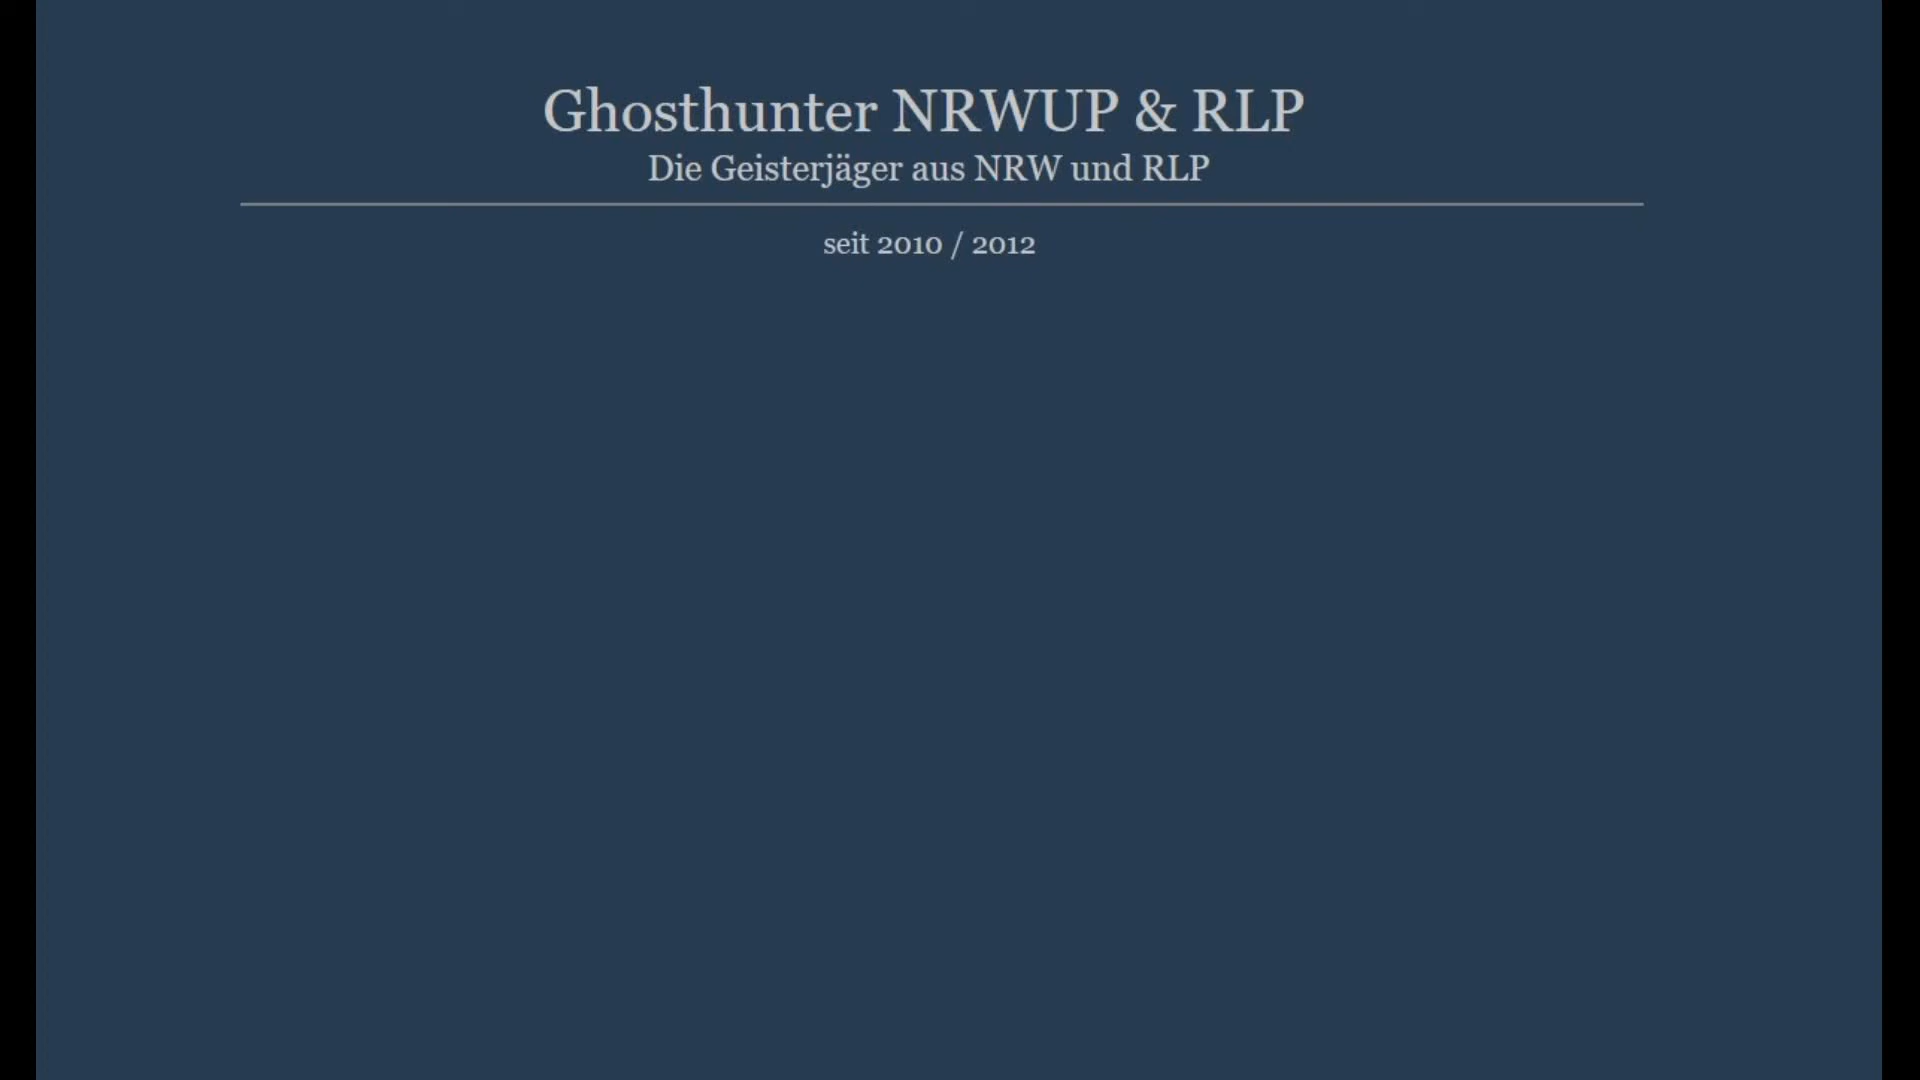 Ghosthunter NRWUP & RLP
Die Geisterjäger aus NRW und RLP
seit 2010 / 2012